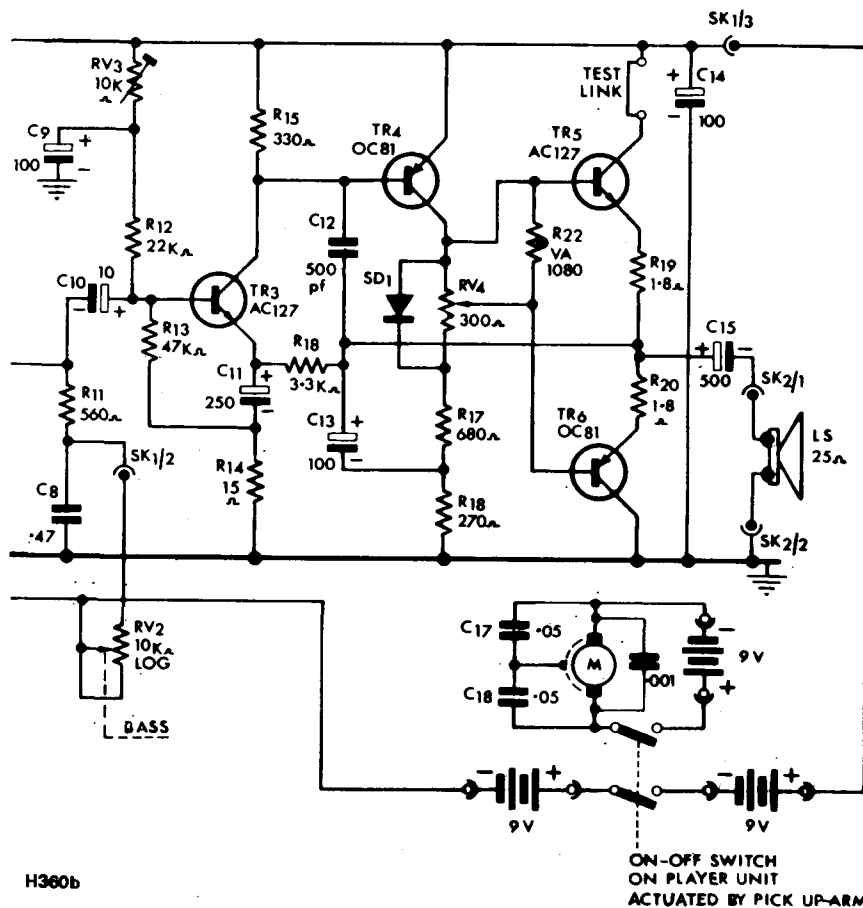 SK1/3
RV3
10K
Ω
C9
+
100
-
R15
330Ω
TR4
OC81
TEST
LINK
+
C14
-
100
TR5
AC127
R12
22KΩ
C10
10
-
+
TR3
AC127
C12
500
pf
SD1
RV4
300Ω
R22
VA
1080
R19
1·8Ω
R13
47KΩ
R18
3·3KΩ
C11
+
250
-
C15
+
-
500
SK2/1
R11
560Ω
SK1/2
C13
+
100
-
R17
680Ω
R20
1·8
Ω
TR6
OC81
LS
25Ω
C8
·47
R14
15
Ω
R18
270Ω
SK2/2
RV2
10KΩ
LOG
BASS
C17
·05
M
·001
-
9V
+
C18
·05
-
+
9V
-
+
9V
H360b
ON-OFF SWITCH
ON PLAYER UNIT
ACTUATED BY PICK UP-ARM